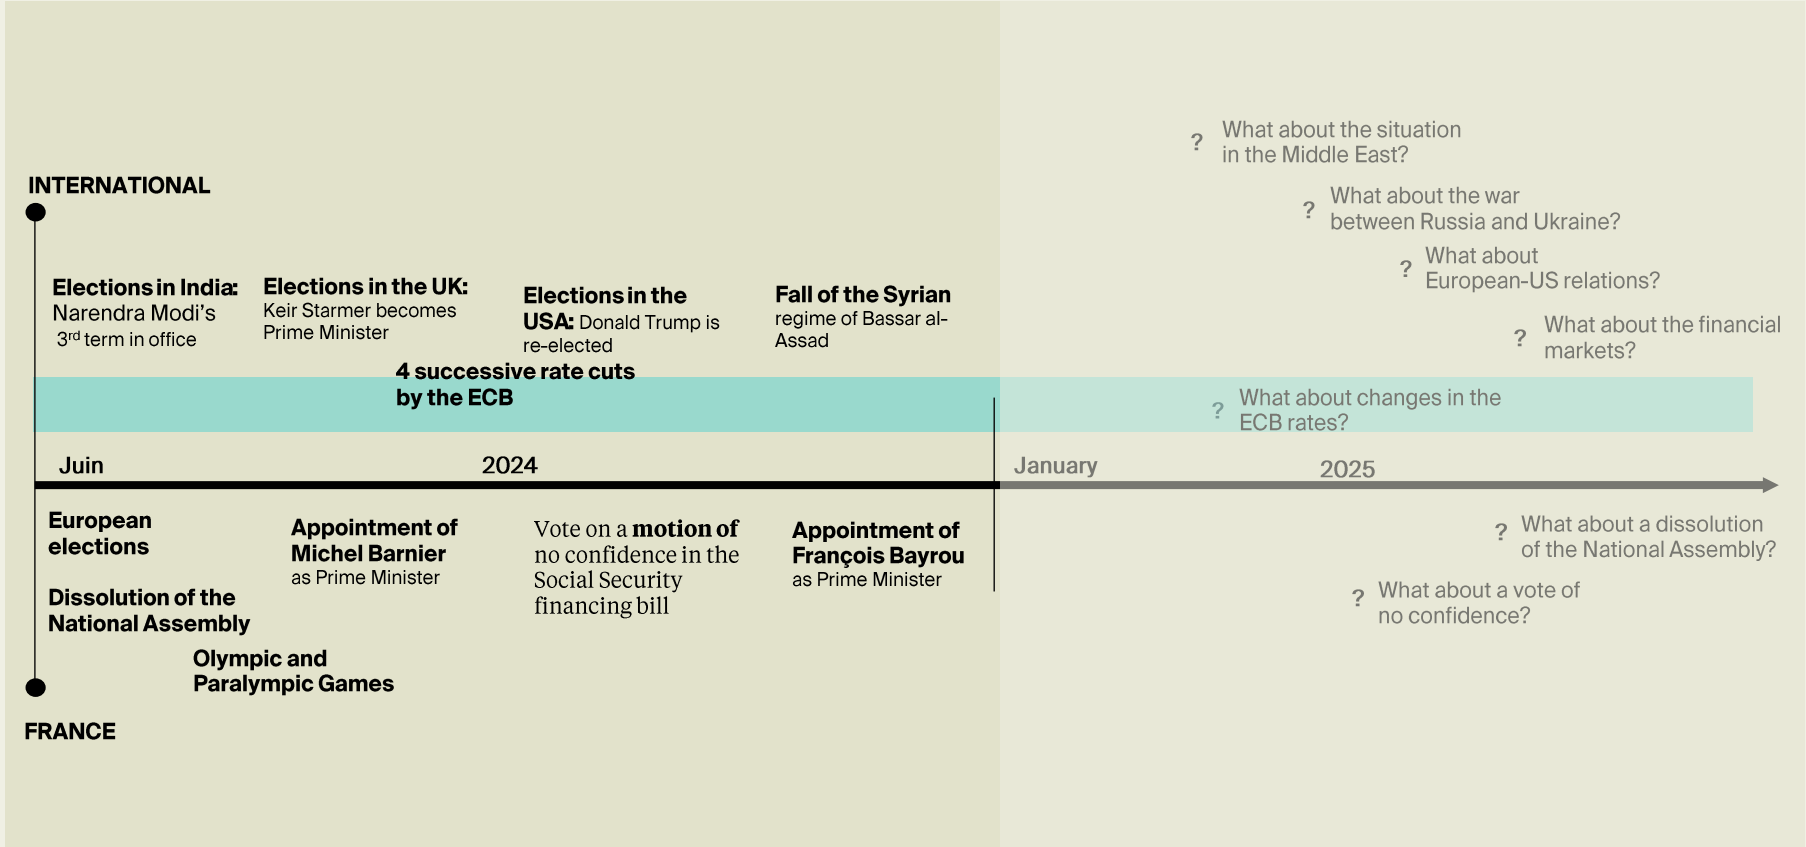 INTERNATIONAL
Elections in India:
Narendra Modi's
3rd term in office
Elections in the UK:
Keir Starmer becomes
Prime Minister
Elections in the
USA: Donald Trump is
re-elected
Fall of the Syrian
regime of Bassar al-
Assad
4 successive rate cuts
by the ECB
? What about the situation
in the Middle East?
? What about the war
between Russia and Ukraine?
? What about
European-US relations?
? What about the financial
markets?
? What about changes in the
ECB rates?
Juin
2024
January
2025
European
elections
Dissolution of the
National Assembly
Olympic and
Paralympic Games
Appointment of
Michel Barnier
as Prime Minister
Vote on a motion of
no confidence in the
Social Security
financing bill
Appointment of
François Bayrou
as Prime Minister
? What about a dissolution
of the National Assembly?
? What about a vote of
no confidence?
FRANCE